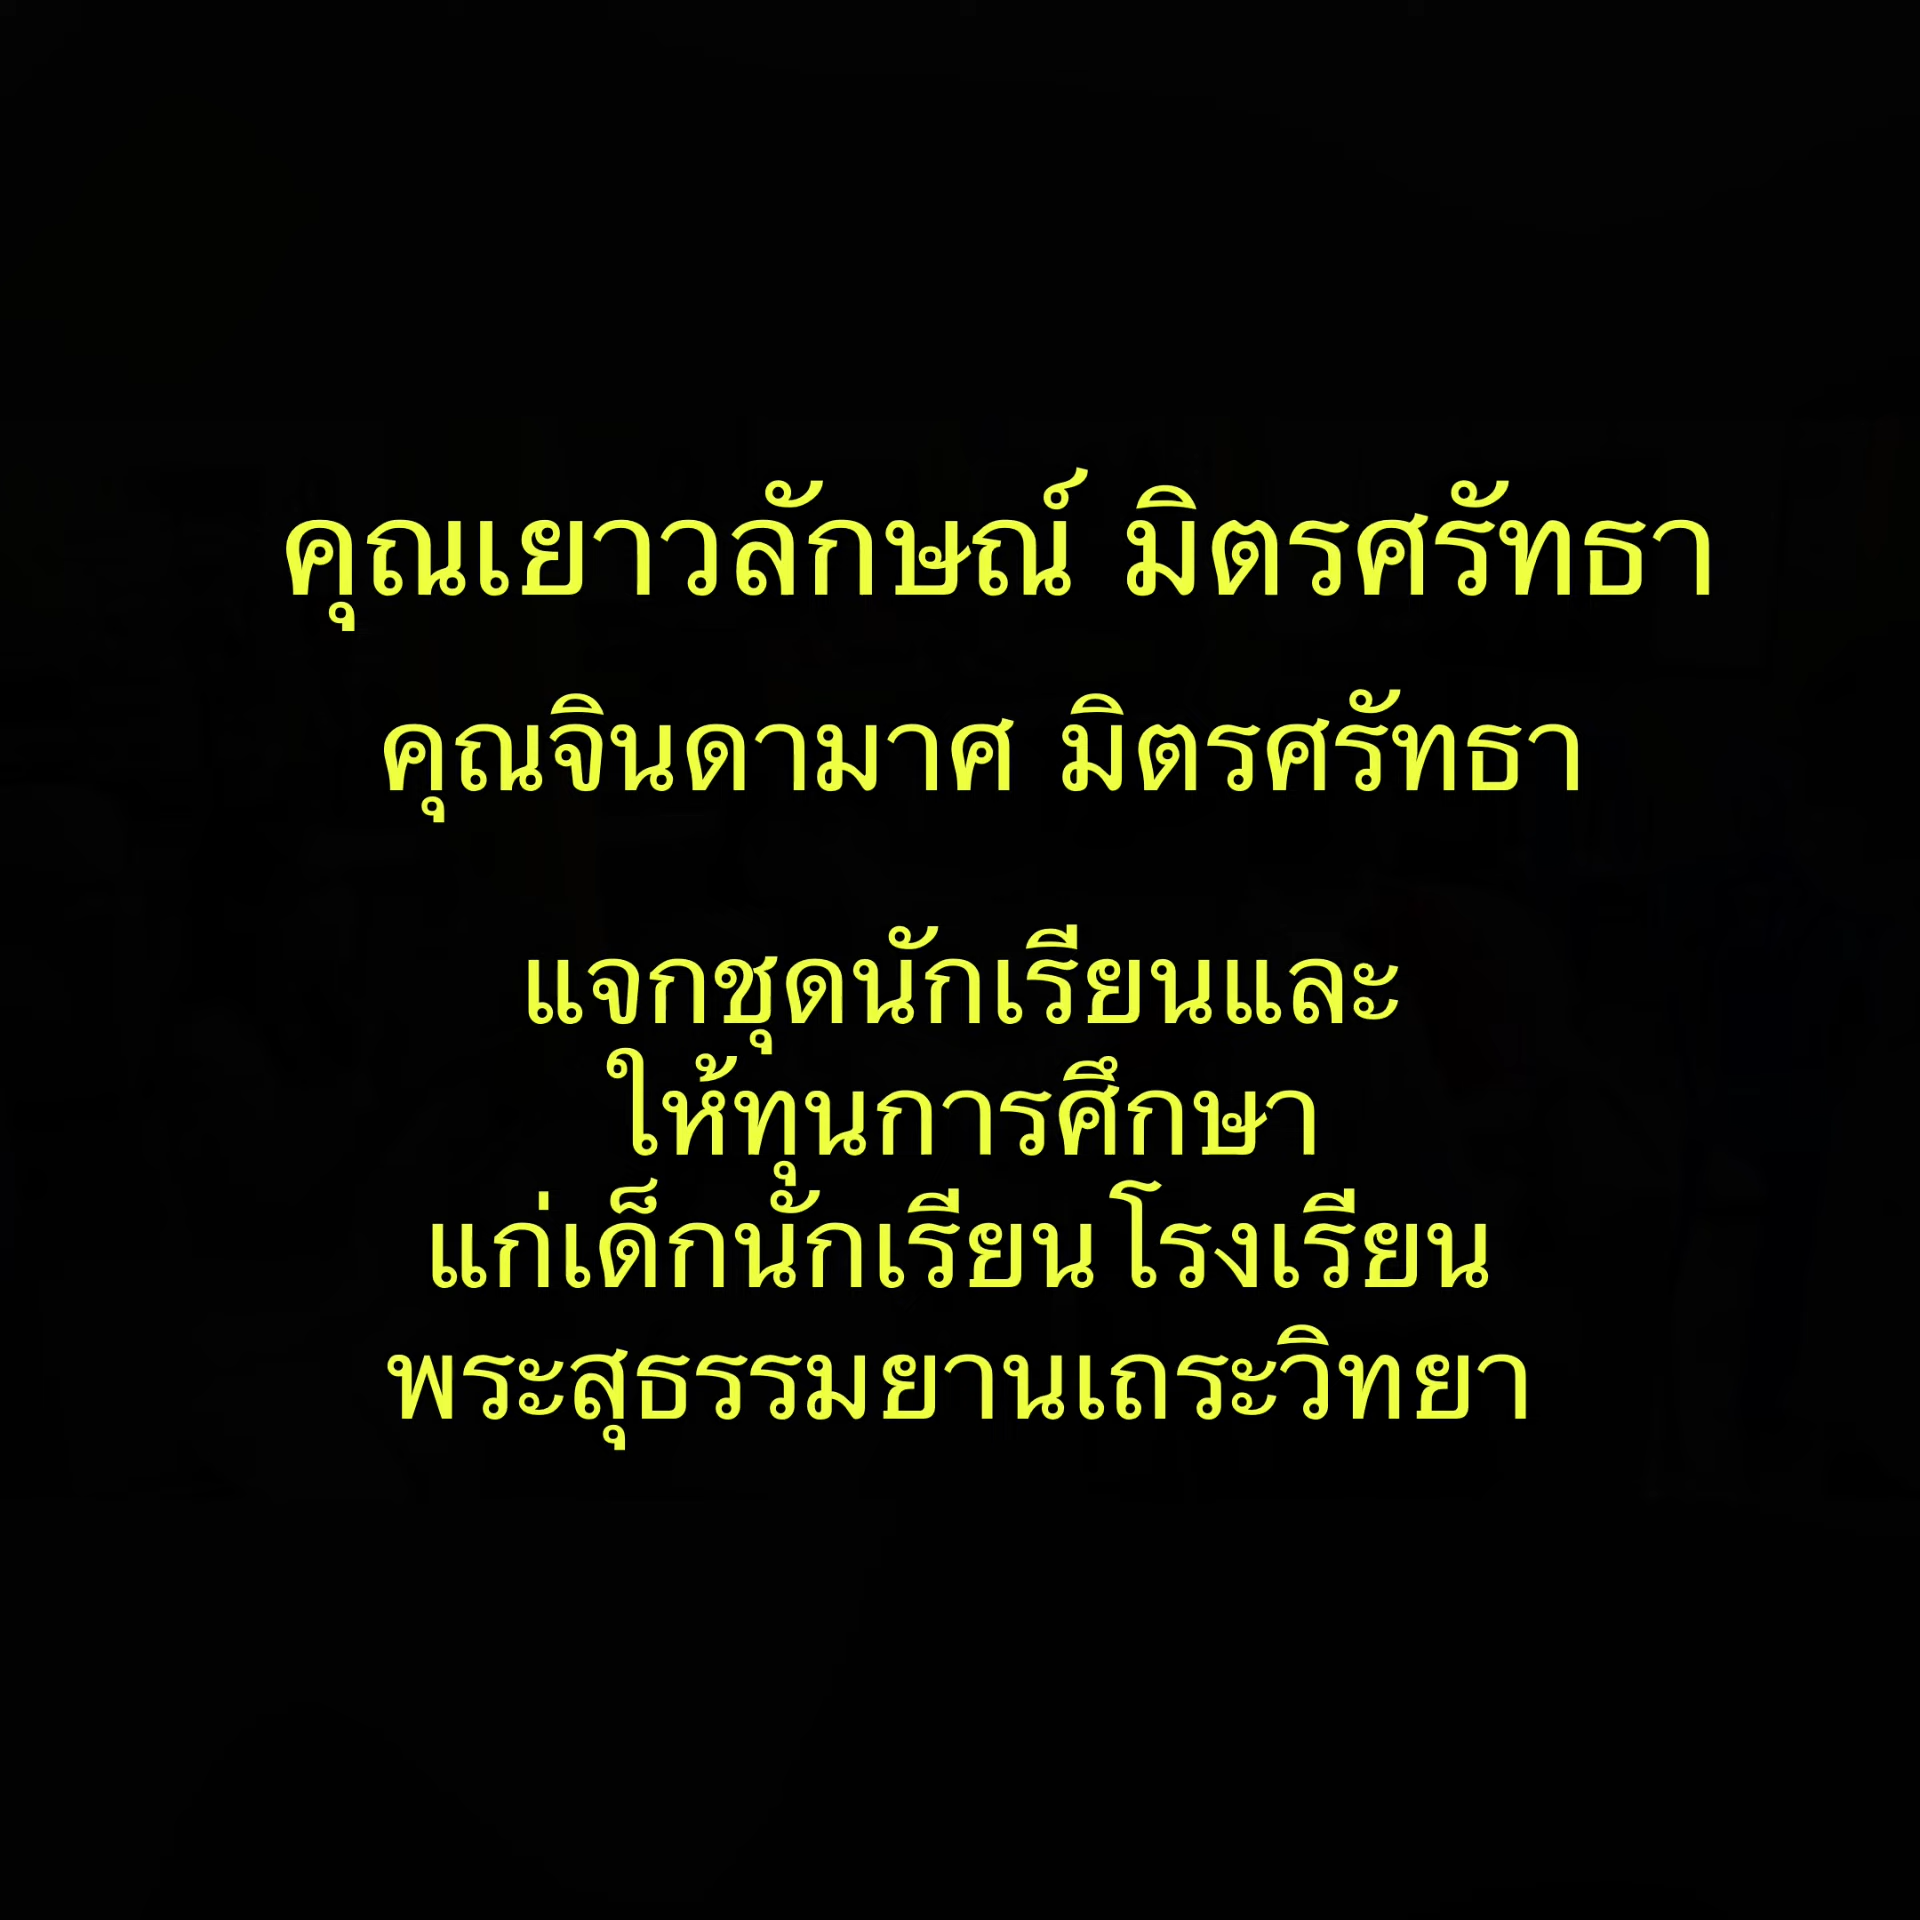 คุณเยาวลักษณ์ มิตรศรัทธา
คุณจินดามาศ มิตรศรัทธา
แจกชุดนักเรียนและ
ให้ทุนการศึกษา
แก่เด็กนักเรียนโรงเรียน
พระสุธรรมยานเถระวิทยา